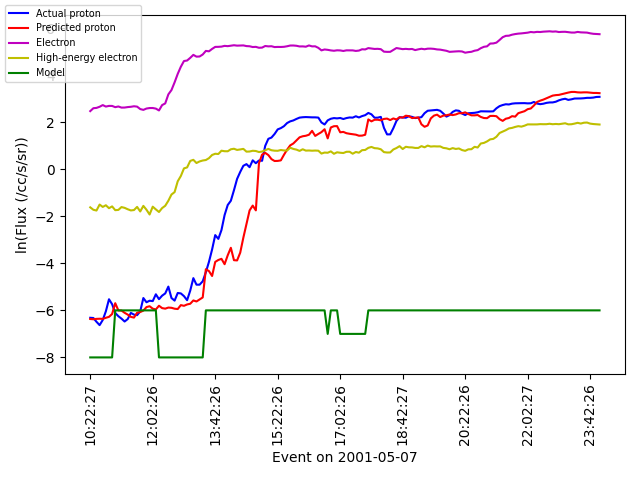 Actual proton
Predicted proton
Electron
High-energy electron
Model
ln(Flux (/cc/s/sr))
2
0
−2
−4
−6
−8
10:22:27
12:02:26
13:42:26
15:22:26
17:02:26
18:42:27
20:22:26
22:02:27
23:42:26
Event on 2001-05-07